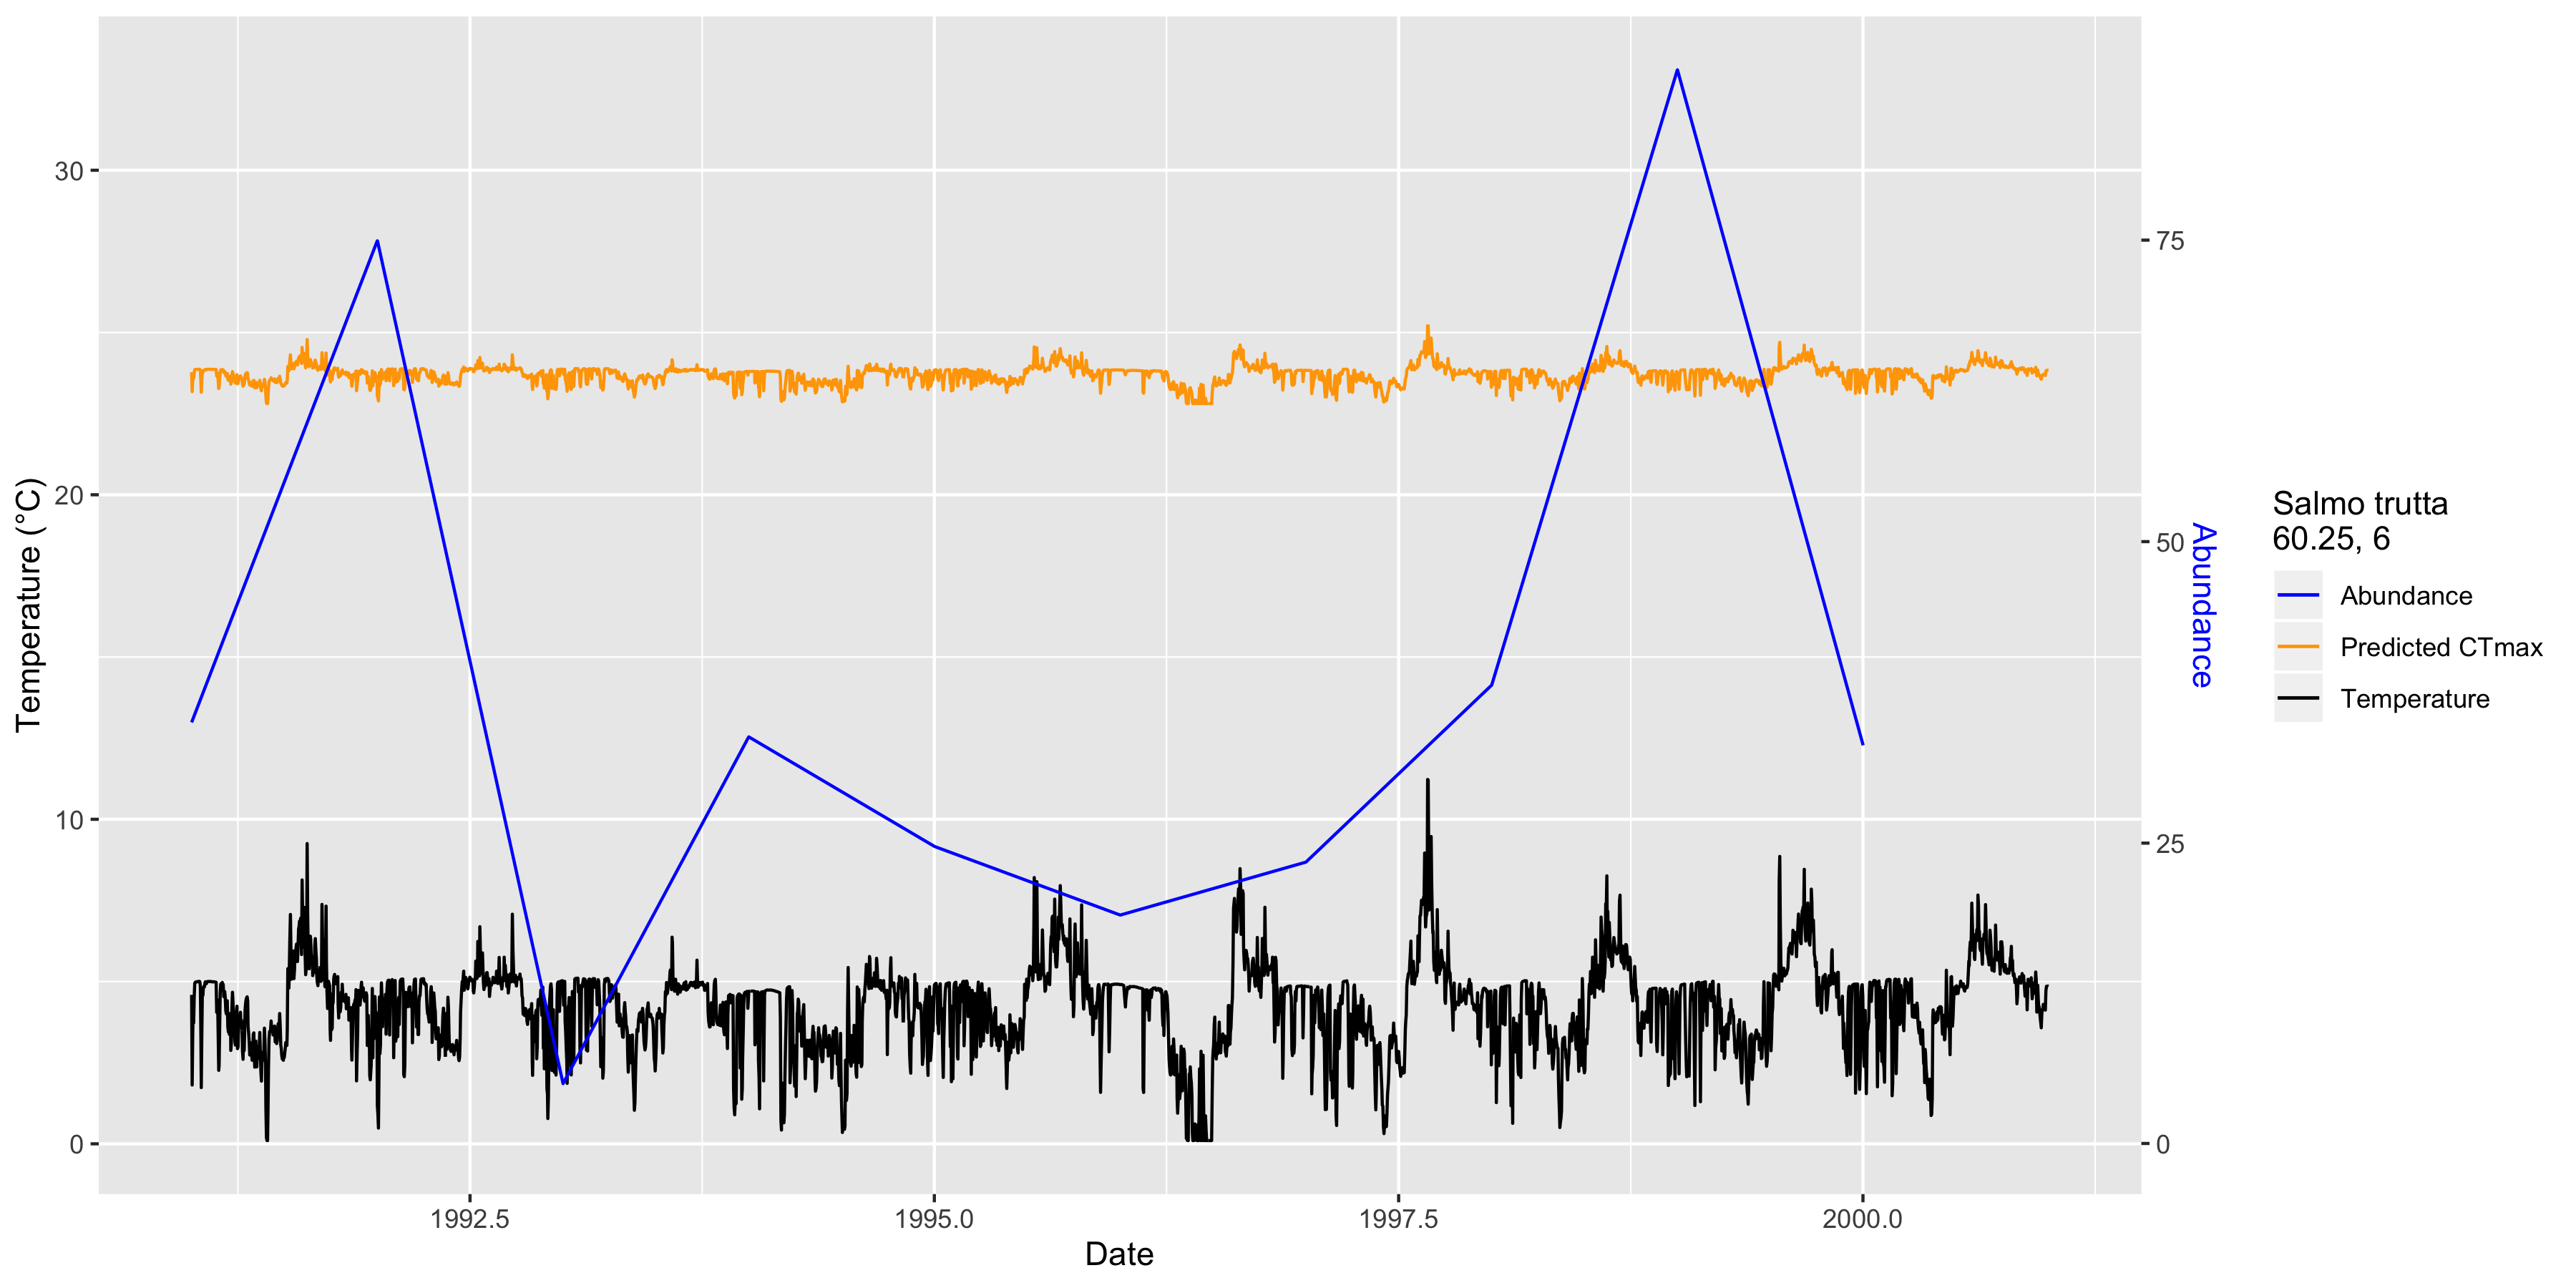 Temperature (°C)
30
20
10
0
1992.5
1995.0
1997.5
2000.0
Date
75
50
25
0
Abundance
Salmo trutta
60.25, 6
Abundance
Predicted CTmax
Temperature